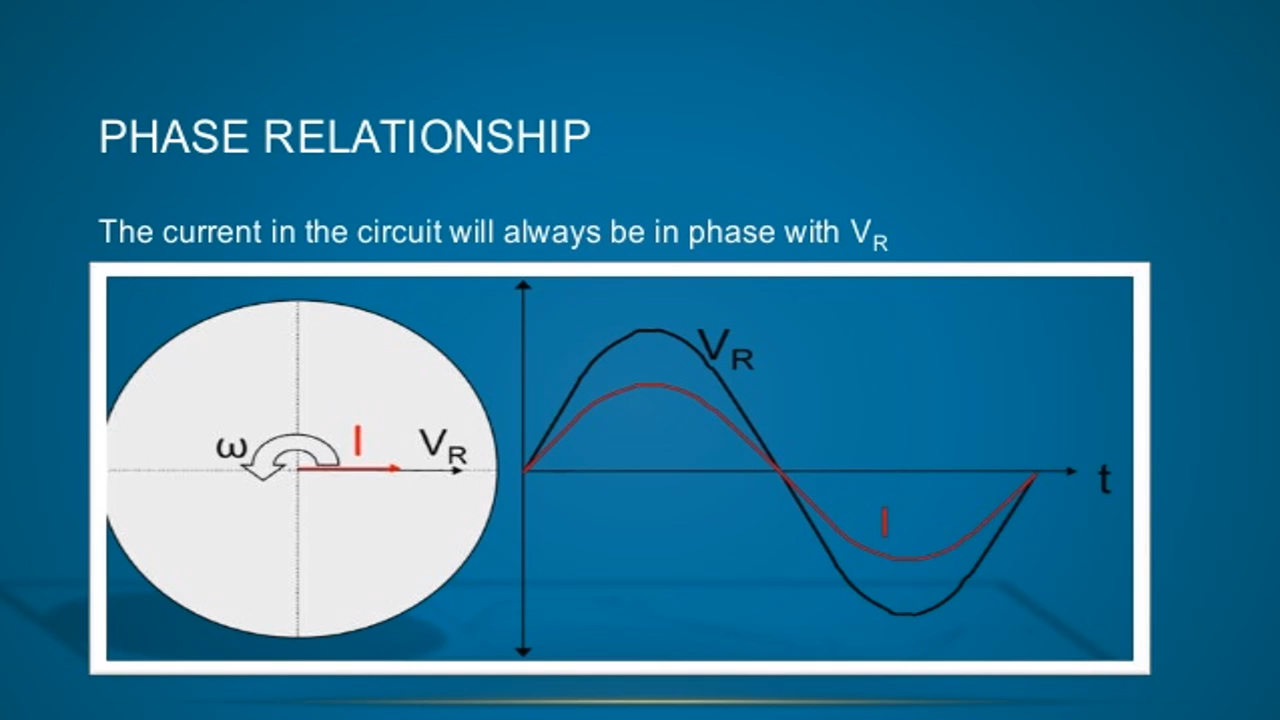 PHASE RELATIONSHIP
The current in the circuit will always be in phase with V_R
ω I V_R
V_R
I
t